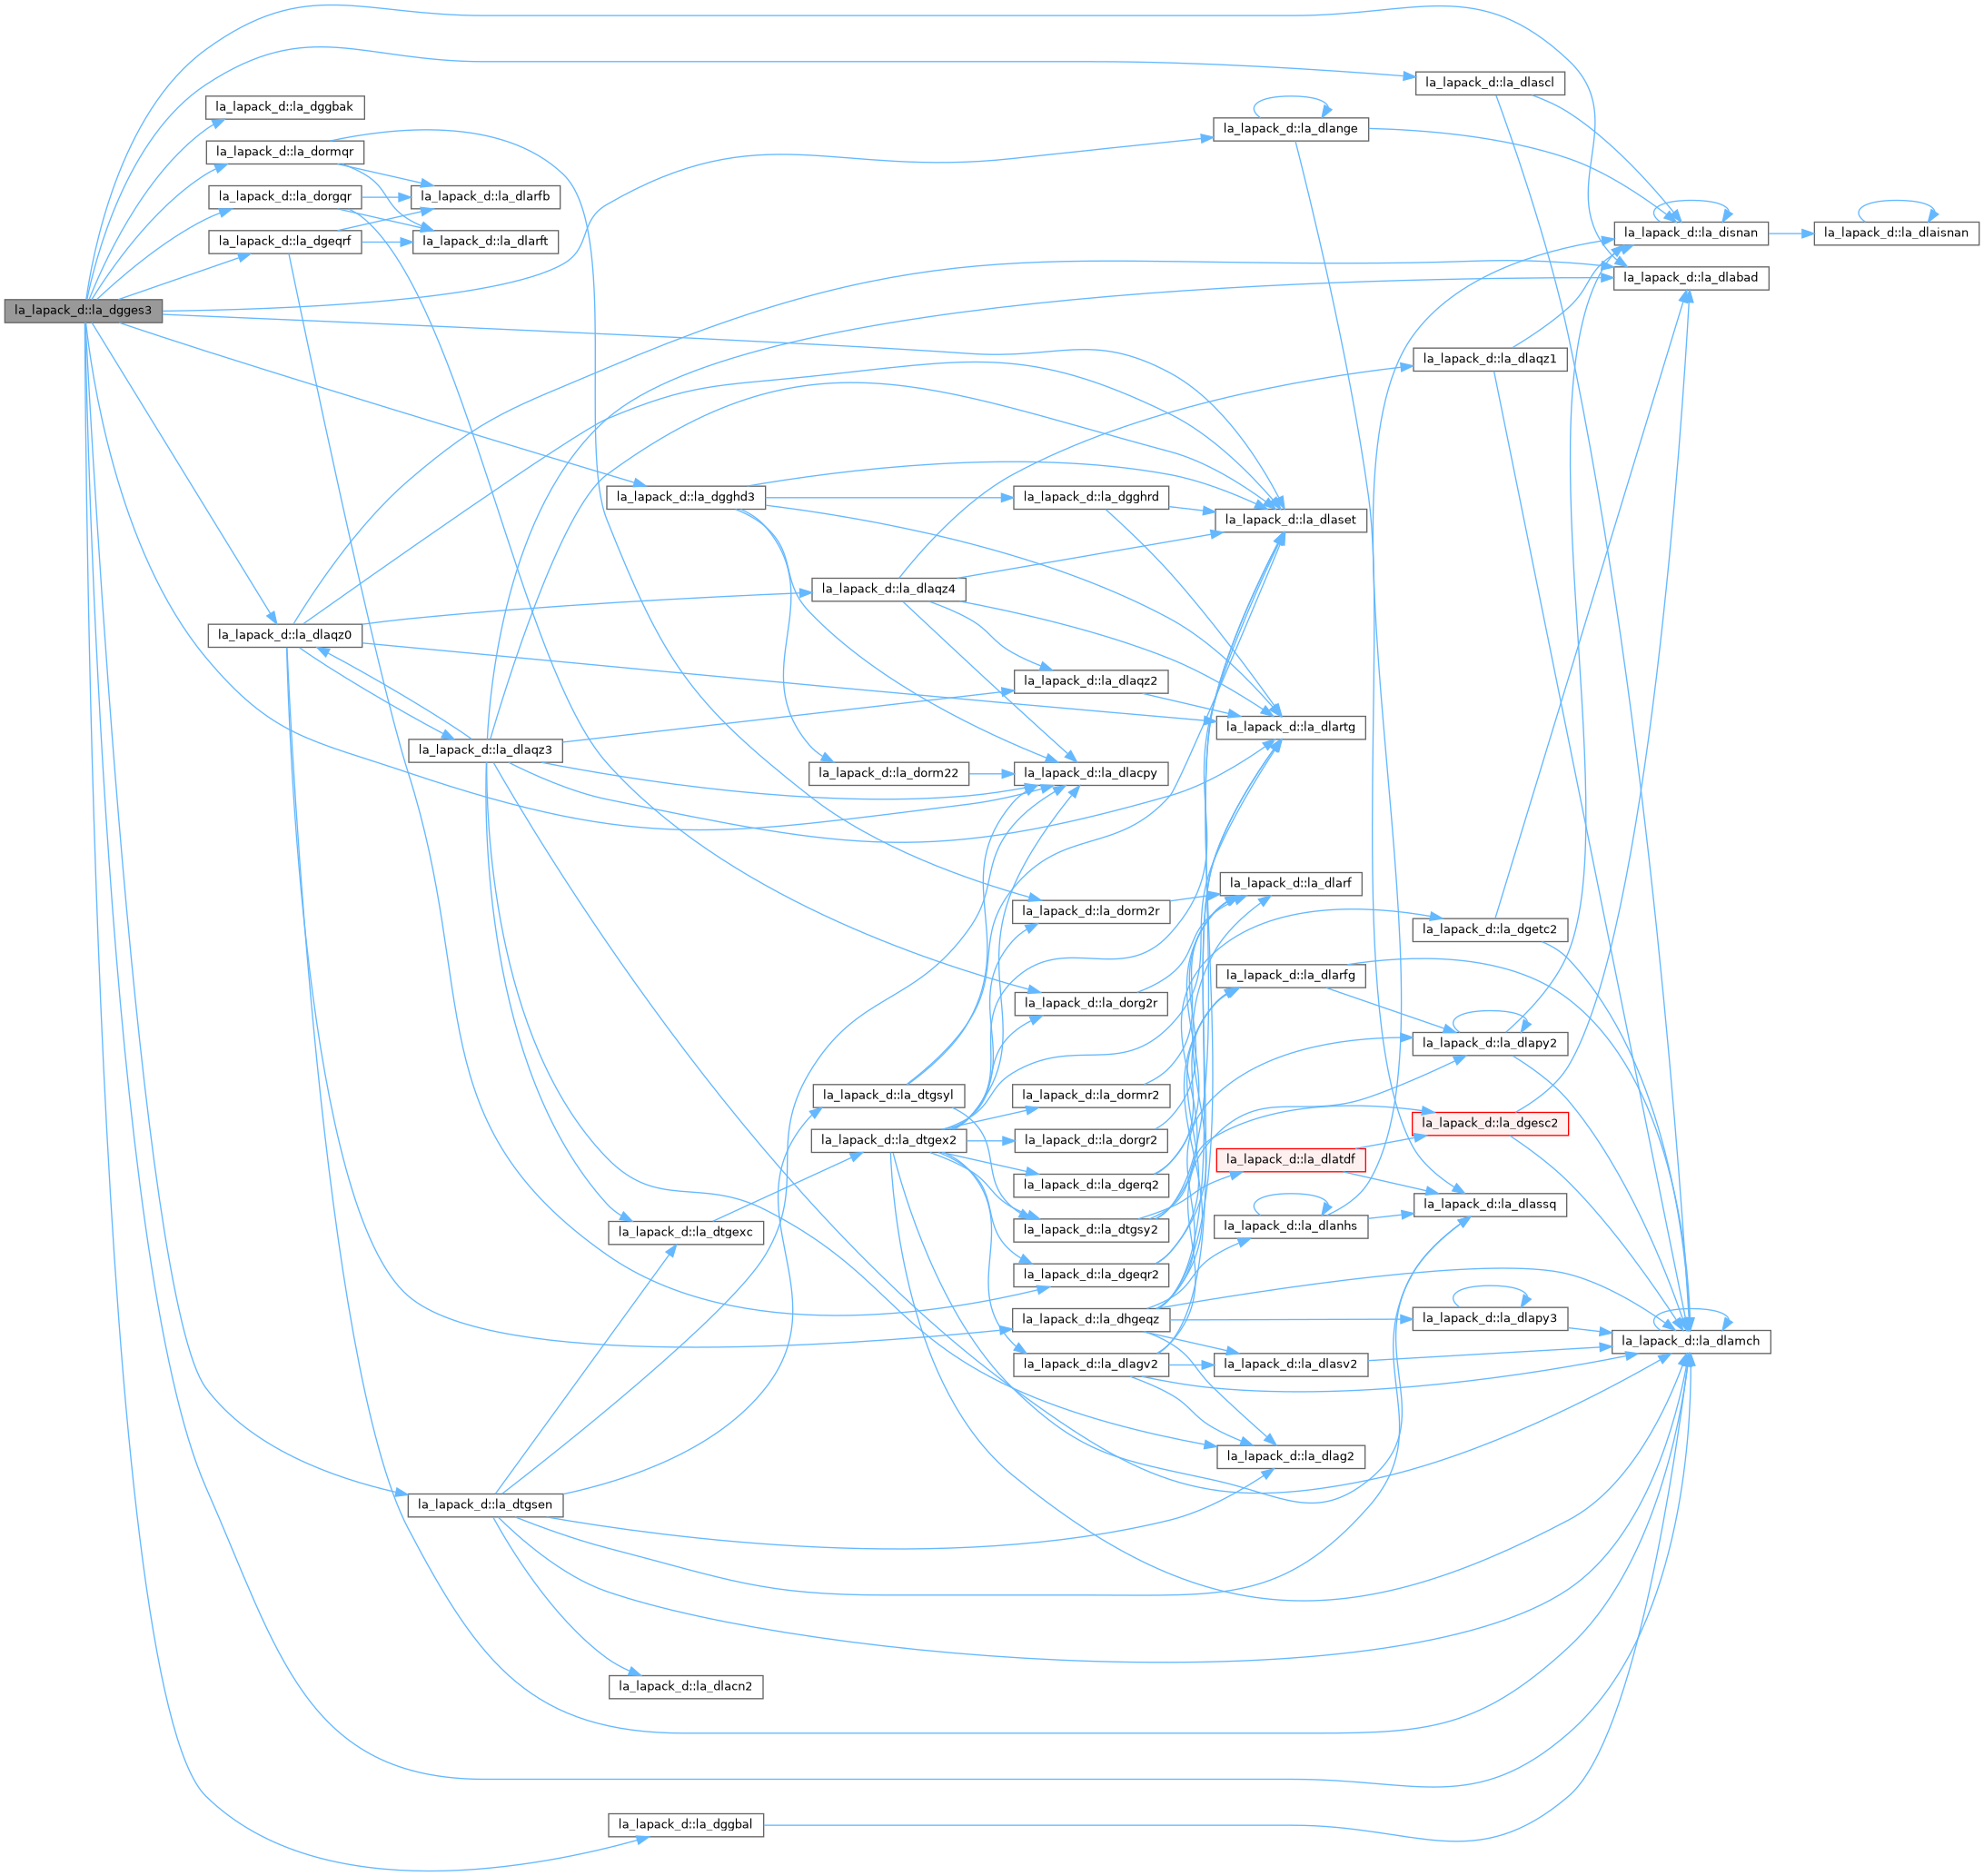 la_lapack_d::la_dgges3
la_lapack_d::la_dggbak
la_lapack_d::la_dormqr
la_lapack_d::la_dorgqr
la_lapack_d::la_dgeqrf
la_lapack_d::la_dlarfb
la_lapack_d::la_dlarft
la_lapack_d::la_dlange
la_lapack_d::la_dlascl
la_lapack_d::la_disnan
la_lapack_d::la_dlaisnan
la_lapack_d::la_dlabad
la_lapack_d::la_dlaqz1
la_lapack_d::la_dgghd3
la_lapack_d::la_dgghrd
la_lapack_d::la_dlaset
la_lapack_d::la_dlaqz4
la_lapack_d::la_dlaqz0
la_lapack_d::la_dlaqz2
la_lapack_d::la_dlartg
la_lapack_d::la_dlaqz3
la_lapack_d::la_dorm22
la_lapack_d::la_dlacpy
la_lapack_d::la_dlarf
la_lapack_d::la_dorm2r
la_lapack_d::la_dgetc2
la_lapack_d::la_dlarfg
la_lapack_d::la_dorg2r
la_lapack_d::la_dlapy2
la_lapack_d::la_dtgsyl
la_lapack_d::la_dormr2
la_lapack_d::la_dgesc2
la_lapack_d::la_dtgex2
la_lapack_d::la_dorgr2
la_lapack_d::la_dlatdf
la_lapack_d::la_dgerq2
la_lapack_d::la_dlassq
la_lapack_d::la_dtgexc
la_lapack_d::la_dtgsy2
la_lapack_d::la_dlanhs
la_lapack_d::la_dgeqr2
la_lapack_d::la_dhgeqz
la_lapack_d::la_dlapy3
la_lapack_d::la_dlamch
la_lapack_d::la_dlagv2
la_lapack_d::la_dlasv2
la_lapack_d::la_dlag2
la_lapack_d::la_dtgsen
la_lapack_d::la_dlacn2
la_lapack_d::la_dggbal